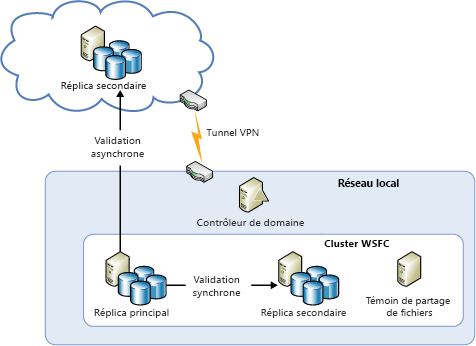 Réplica secondaire
Validation
asynchrone
Tunnel VPN
Réseau local
Contrôleur de domaine
Cluster WSFC
Validation
synchrone
Réplica principal
Réplica secondaire
Témoin de partage
de fichiers